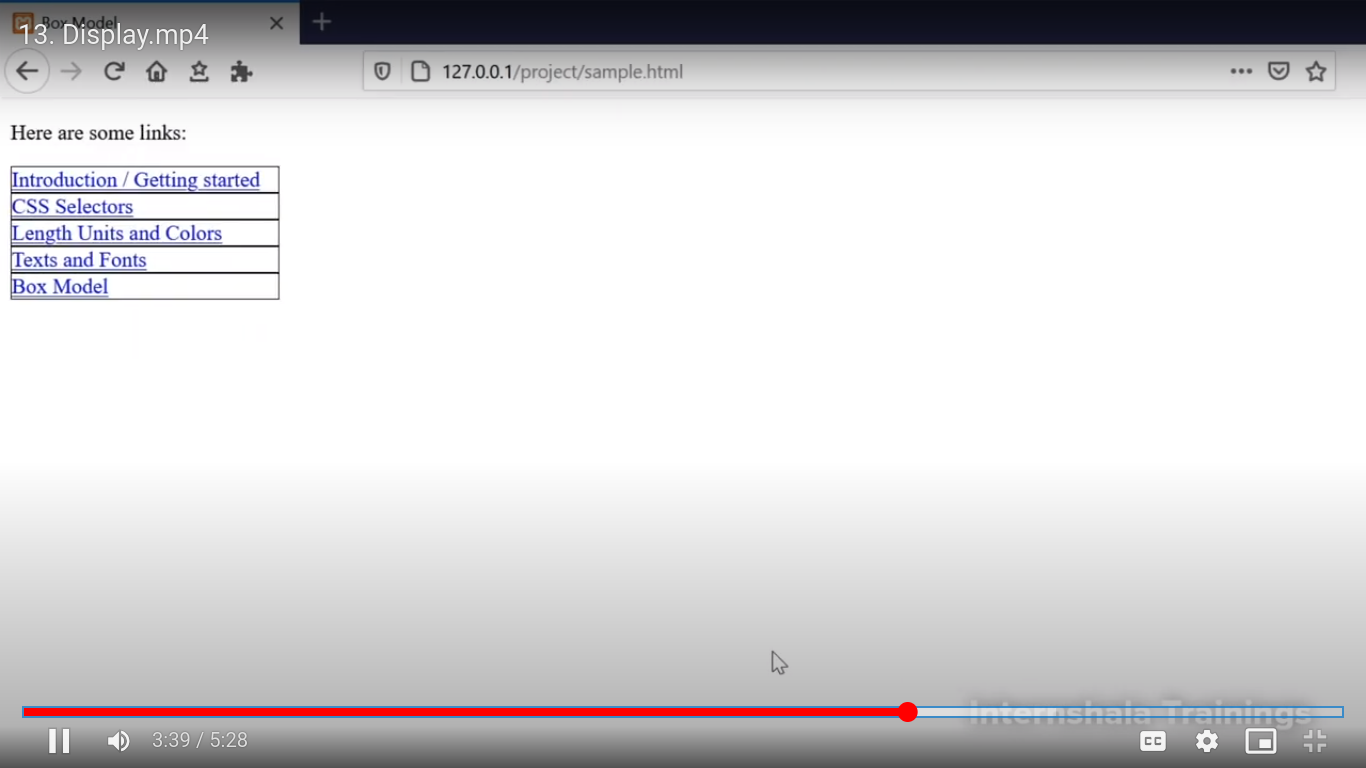 Box Model
13. Display.mp4
127.0.0.1/project/sample.html
Here are some links:
Introduction / Getting started
CSS Selectors
Length Units and Colors
Texts and Fonts
Box Model
Internshala Trainings
3:39 / 5:28
CC